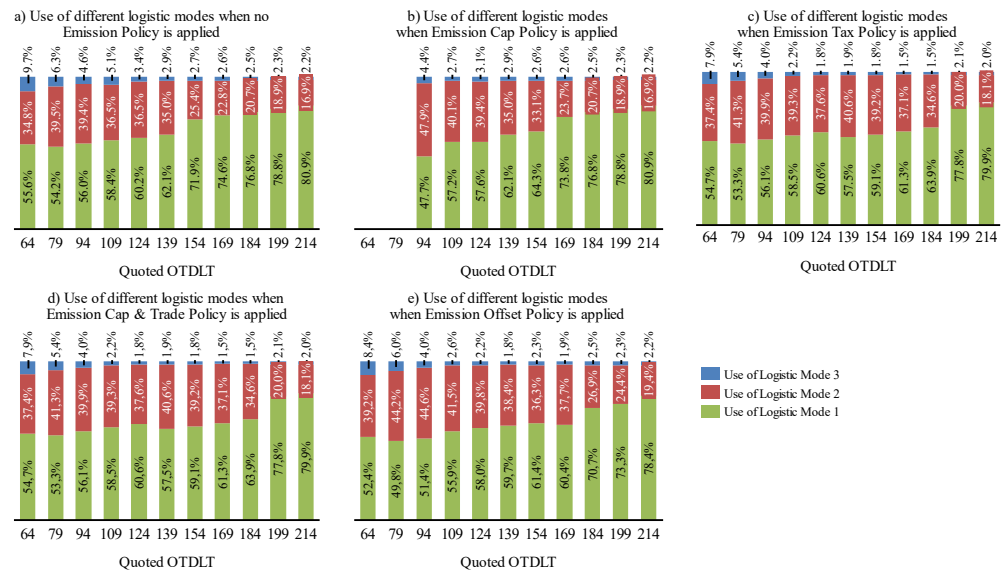 a) Use of different logistic modes when no
Emission Policy is applied
9.7% 6.3% 4.6% 5.1% 3.4% 2.9% 2.7% 2.6% 2.5% 2.3% 2.2%
34.8% 39.5% 39.4% 36.5% 36.5% 35.0% 25.4% 22.8% 20.7% 18.9% 16.9%
55.6% 54.2% 56.0% 58.4% 60.2% 62.1% 71.9% 74.6% 76.8% 78.8% 80.9%
64 79 94 109 124 139 154 169 184 199 214
Quoted OTDLT
b) Use of different logistic modes
when Emission Cap Policy is applied
4.4% 2.7% 3.1% 2.9% 2.6% 2.6% 2.5% 2.3% 2.2%
47.9% 40.1% 39.4% 35.0% 33.1% 23.7% 20.7% 18.9% 16.9%
47.7% 57.2% 57.6% 62.1% 64.3% 73.8% 76.8% 78.8% 80.9%
64 79 94 109 124 139 154 169 184 199 214
Quoted OTDLT
c) Use of different logistic modes
when Emission Tax Policy is applied
7.9% 5.4% 4.0% 2.2% 1.8% 1.9% 1.8% 1.5% 1.5% 2.1% 2.0%
37.4% 41.3% 39.9% 39.3% 37.6% 40.6% 39.2% 37.1% 34.6% 20.0% 18.1%
54.7% 53.3% 56.1% 58.5% 60.6% 57.5% 59.1% 61.3% 63.9% 77.8% 79.9%
64 79 94 109 124 139 154 169 184 199 214
Quoted OTDLT
d) Use of different logistic modes when
Emission Cap & Trade Policy is applied
7,9% 5,4% 4,0% 2,2% 1,8% 1,9% 1,8% 1,5% 1,5% 2,1% 2,0%
37,4% 41,3% 39,9% 39,3% 37,6% 40,6% 39,2% 37,1% 34,6% 20,0% 18,1%
54,7% 53,3% 56,1% 58,5% 60,6% 57,5% 59,1% 61,3% 63,9% 77,8% 79,9%
64 79 94 109 124 139 154 169 184 199 214
Quoted OTDLT
e) Use of different logistic modes
when Emission Offset Policy is applied
8,4% 6,0% 4,0% 2,6% 2,2% 1,8% 2,3% 1,9% 2,5% 2,3% 2,2%
39,2% 44,2% 44,6% 41,5% 39,8% 38,4% 36,3% 37,7% 26,9% 24,4% 19,4%
52,4% 49,8% 51,4% 55,9% 58,0% 59,7% 61,4% 60,4% 70,7% 73,3% 78,4%
64 79 94 109 124 139 154 169 184 199 214
Quoted OTDLT
Use of Logistic Mode 3
Use of Logistic Mode 2
Use of Logistic Mode 1